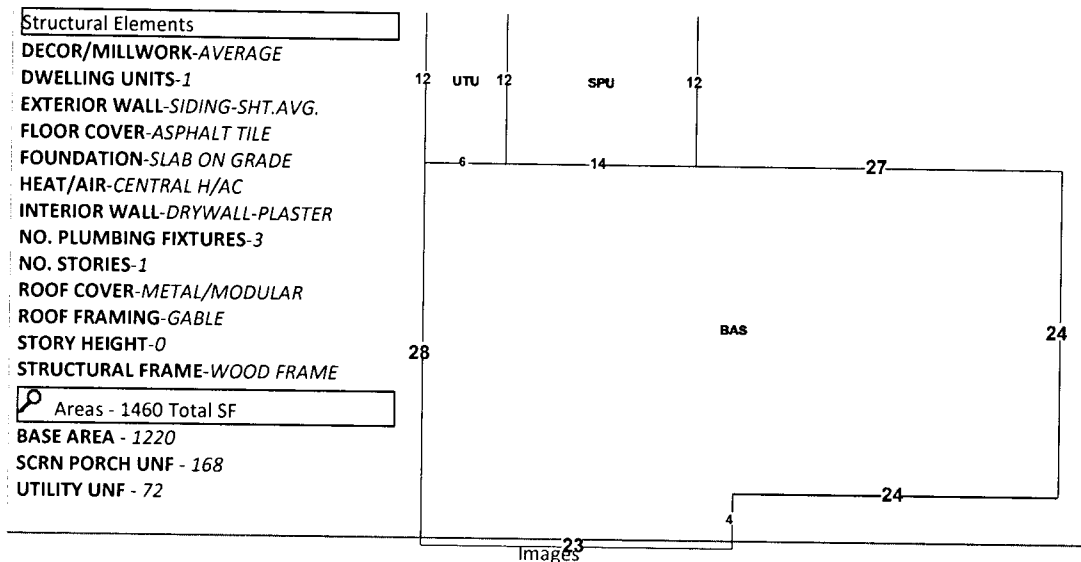 Structural Elements
DECOR/MILLWORK-AVERAGE
DWELLING UNITS-1
EXTERIOR WALL-SIDING-SHT.AVG.
FLOOR COVER-ASPHALT TILE
FOUNDATION-SLAB ON GRADE
HEAT/AIR-CENTRAL H/AC
INTERIOR WALL-DRYWALL-PLASTER
NO. PLUMBING FIXTURES-3
NO. STORIES-1
ROOF COVER-METAL/MODULAR
ROOF FRAMING-GABLE
STORY HEIGHT-0
STRUCTURAL FRAME-WOOD FRAME
Areas - 1460 Total SF
BASE AREA - 1220
SCRN PORCH UNF - 168
UTILITY UNF - 72
12 UTU 12 SPU 12
6 14 27
BAS 24
28
24
4
23
Images